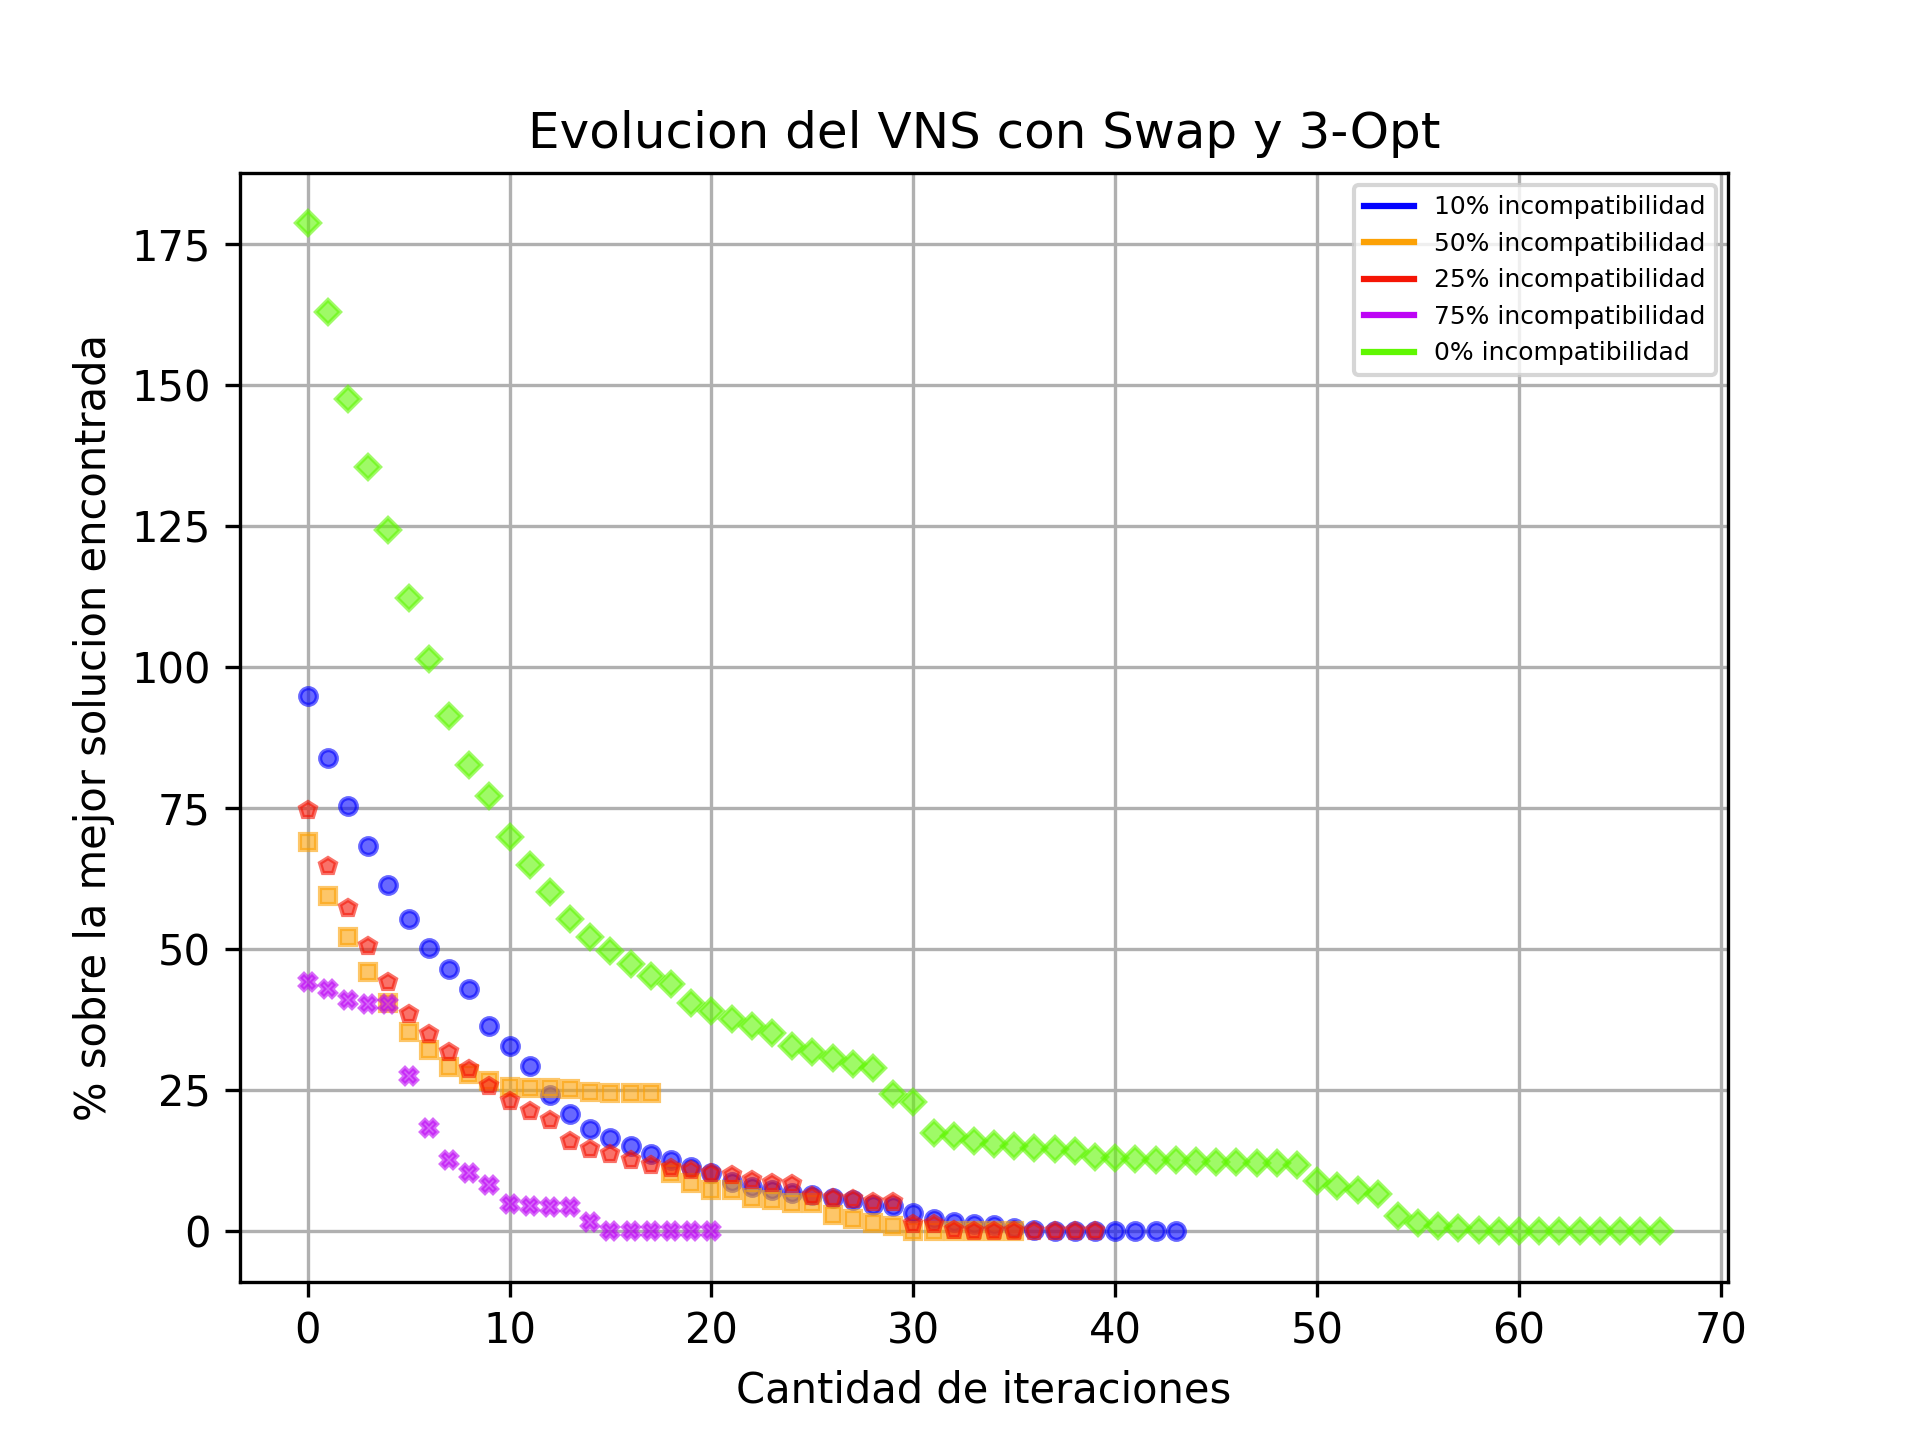 Evolucion del VNS con Swap y 3-Opt
10% incompatibilidad
50% incompatibilidad
25% incompatibilidad
75% incompatibilidad
0% incompatibilidad
% sobre la mejor solucion encontrada
175
150
125
100
75
50
25
0
0 10 20 30 40 50 60 70
Cantidad de iteraciones